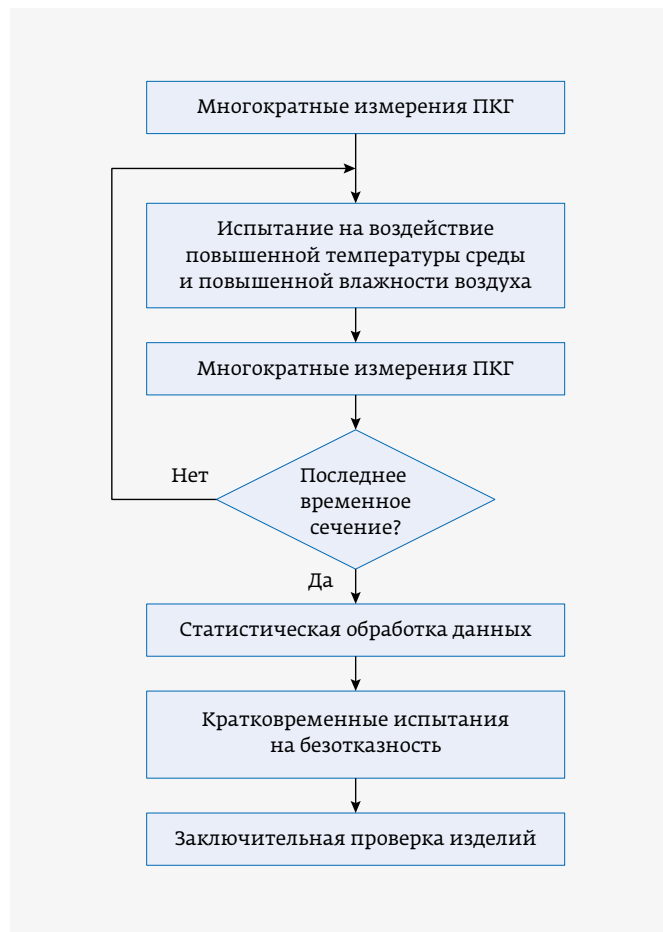 Многократные измерения ПКГ
Испытание на воздействие
повышенной температуры среды
и повышенной влажности воздуха
Многократные измерения ПКГ
Нет
Последнее
временное
сечение?
Да
Статистическая обработка данных
Кратковременные испытания
на безотказность
Заключительная проверка изделий